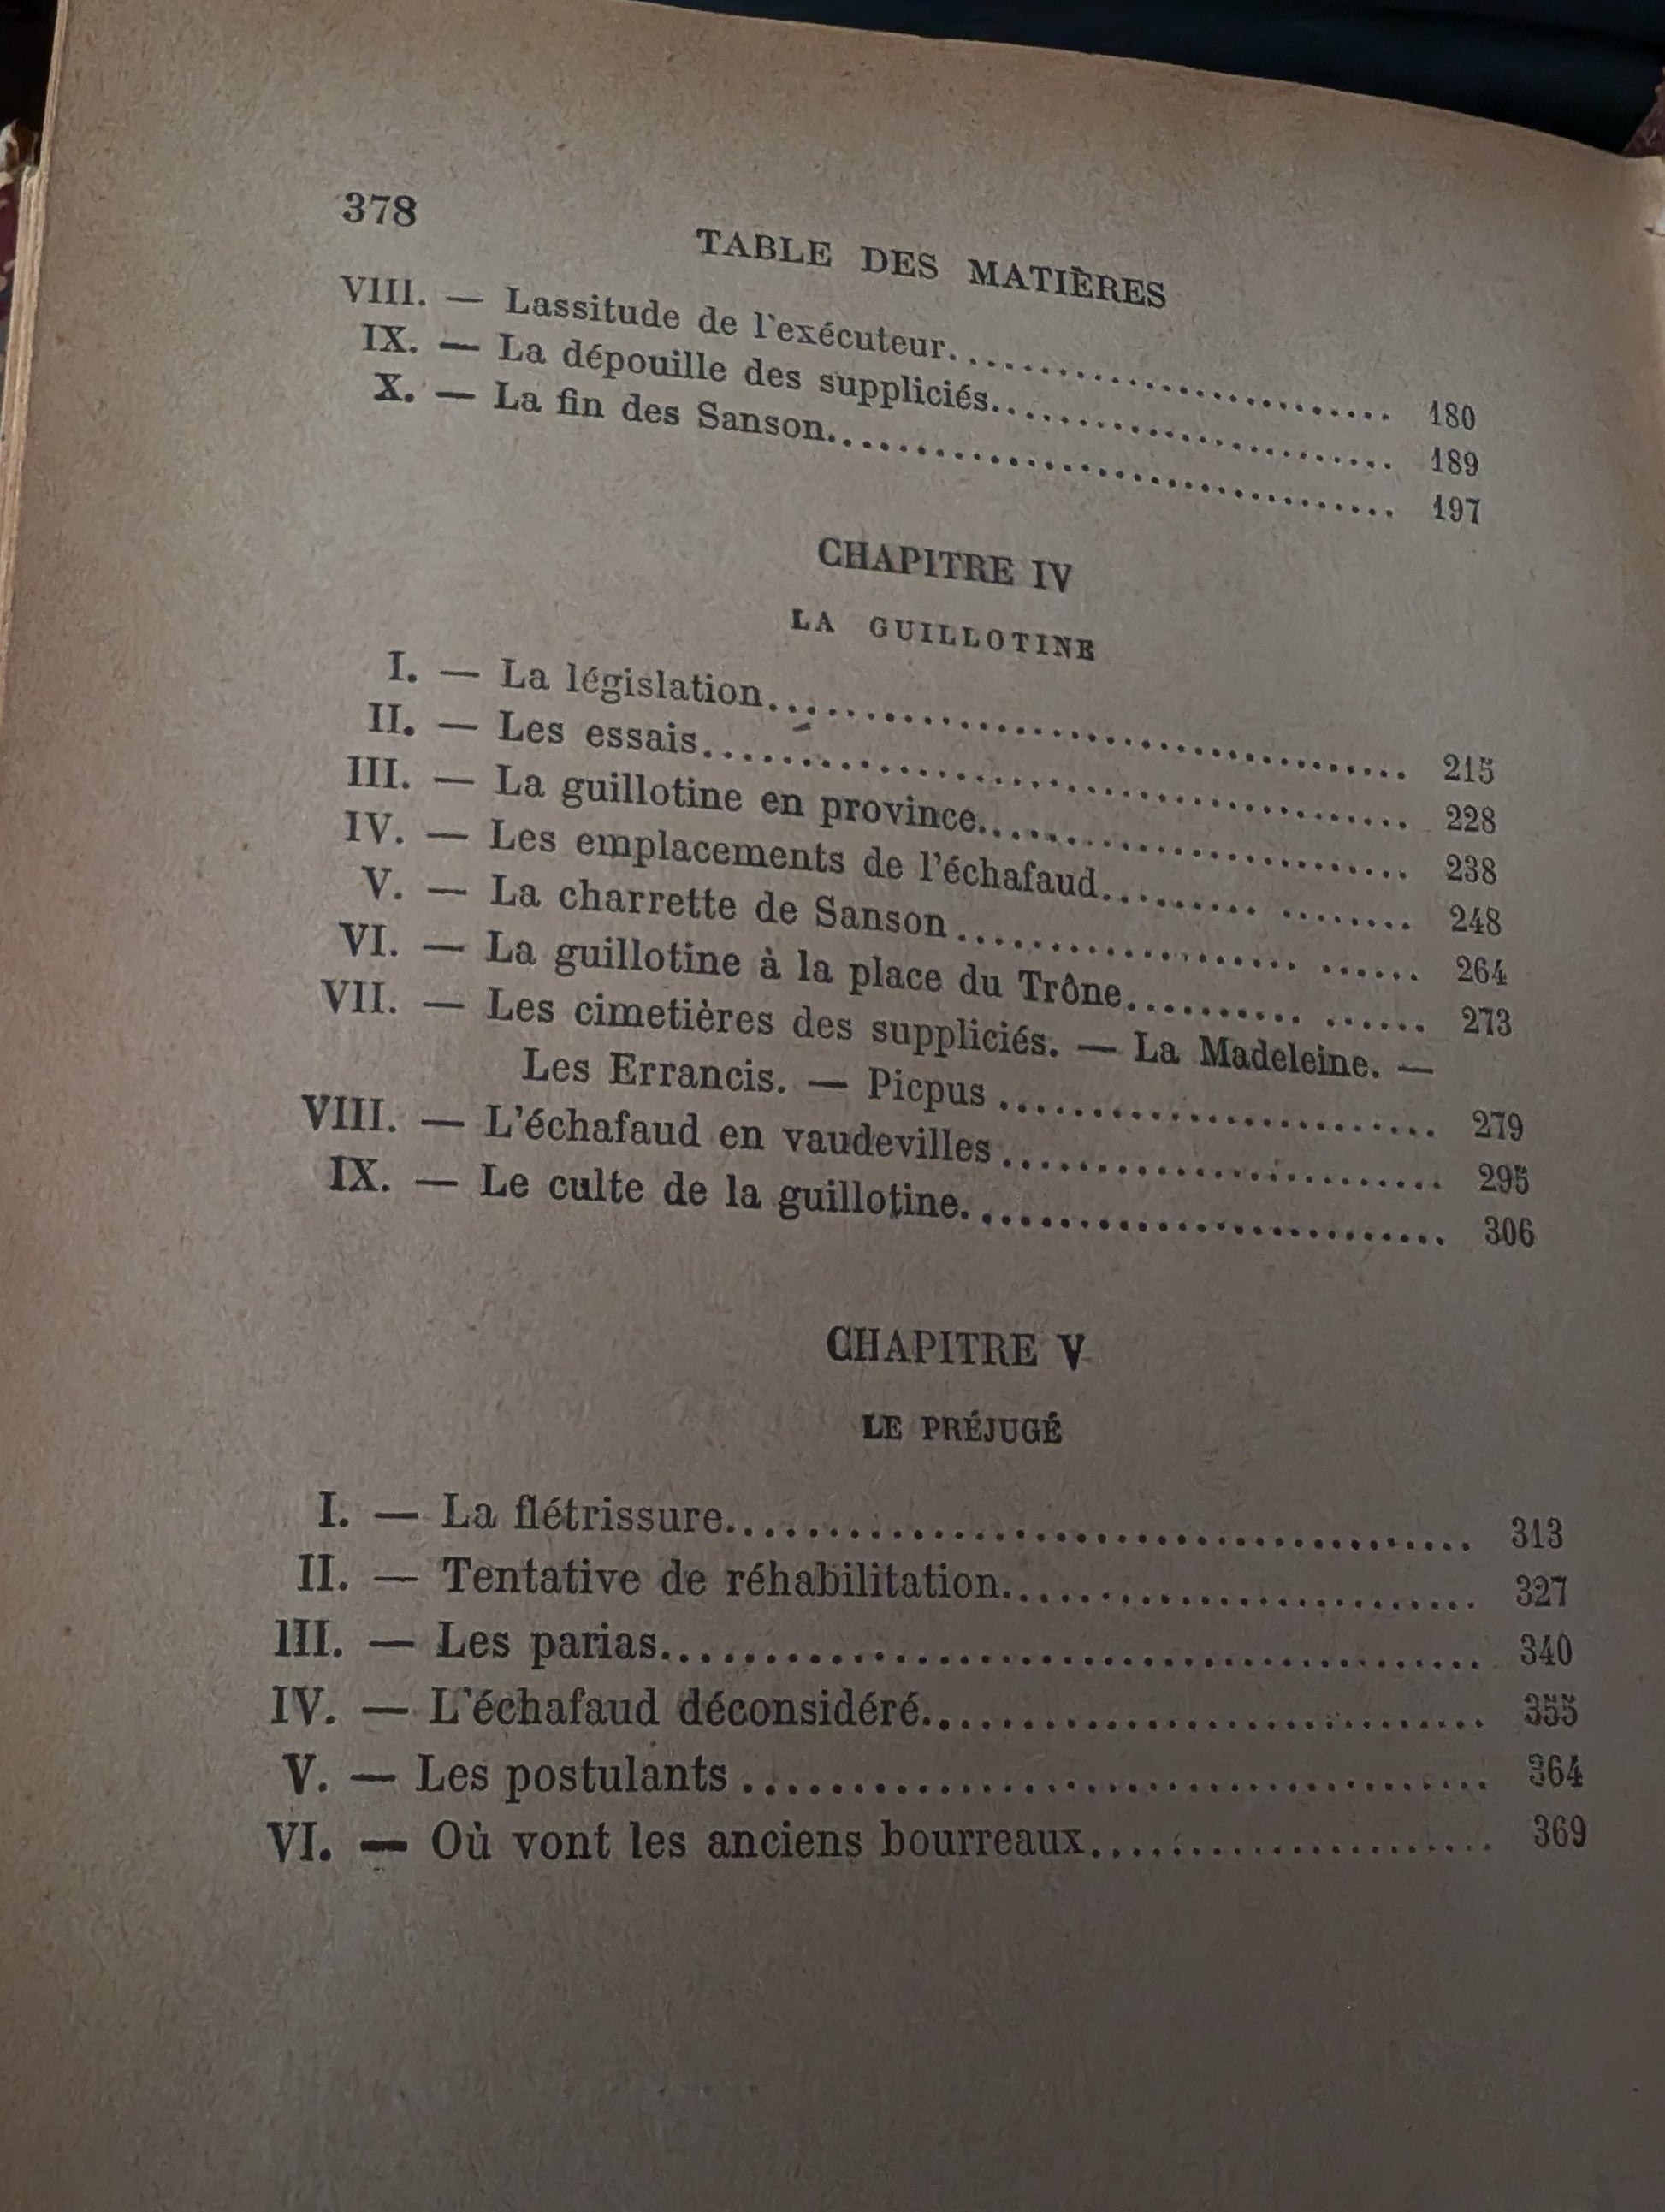 378
TABLE DES MATIÈRES
VIII. — Lassitude de l'exécuteur........................... 180
IX. — La dépouille des suppliciés........................ 189
X. — La fin des Sanson.................................. 197
CHAPITRE IV
LA GUILLOTINE
I. — La législation..................................... 215
II. — Les essais......................................... 228
III. — La guillotine en province......................... 238
IV. — Les emplacements de l'échafaud.......... ........ 248
V. — La charrette de Sanson.................. ...... 264
VI. — La guillotine à la place du Trône.......... ...... 273
VII. — Les cimetières des suppliciés. — La Madeleine. —
Les Errancis. — Picpus ........................ 279
VIII. — L'échafaud en vaudevilles ........................ 295
IX. — Le culte de la guillotine.......................... 306
CHAPITRE V
LE PRÉJUGÉ
I. — La flétrissure..................................... 313
II. — Tentative de réhabilitation........................ 327
III. — Les parias........................................ 340
IV. — L'échafaud déconsidéré............................ 355
V. — Les postulants .................................... 364
VI. — Où vont les anciens bourreaux.................... 369